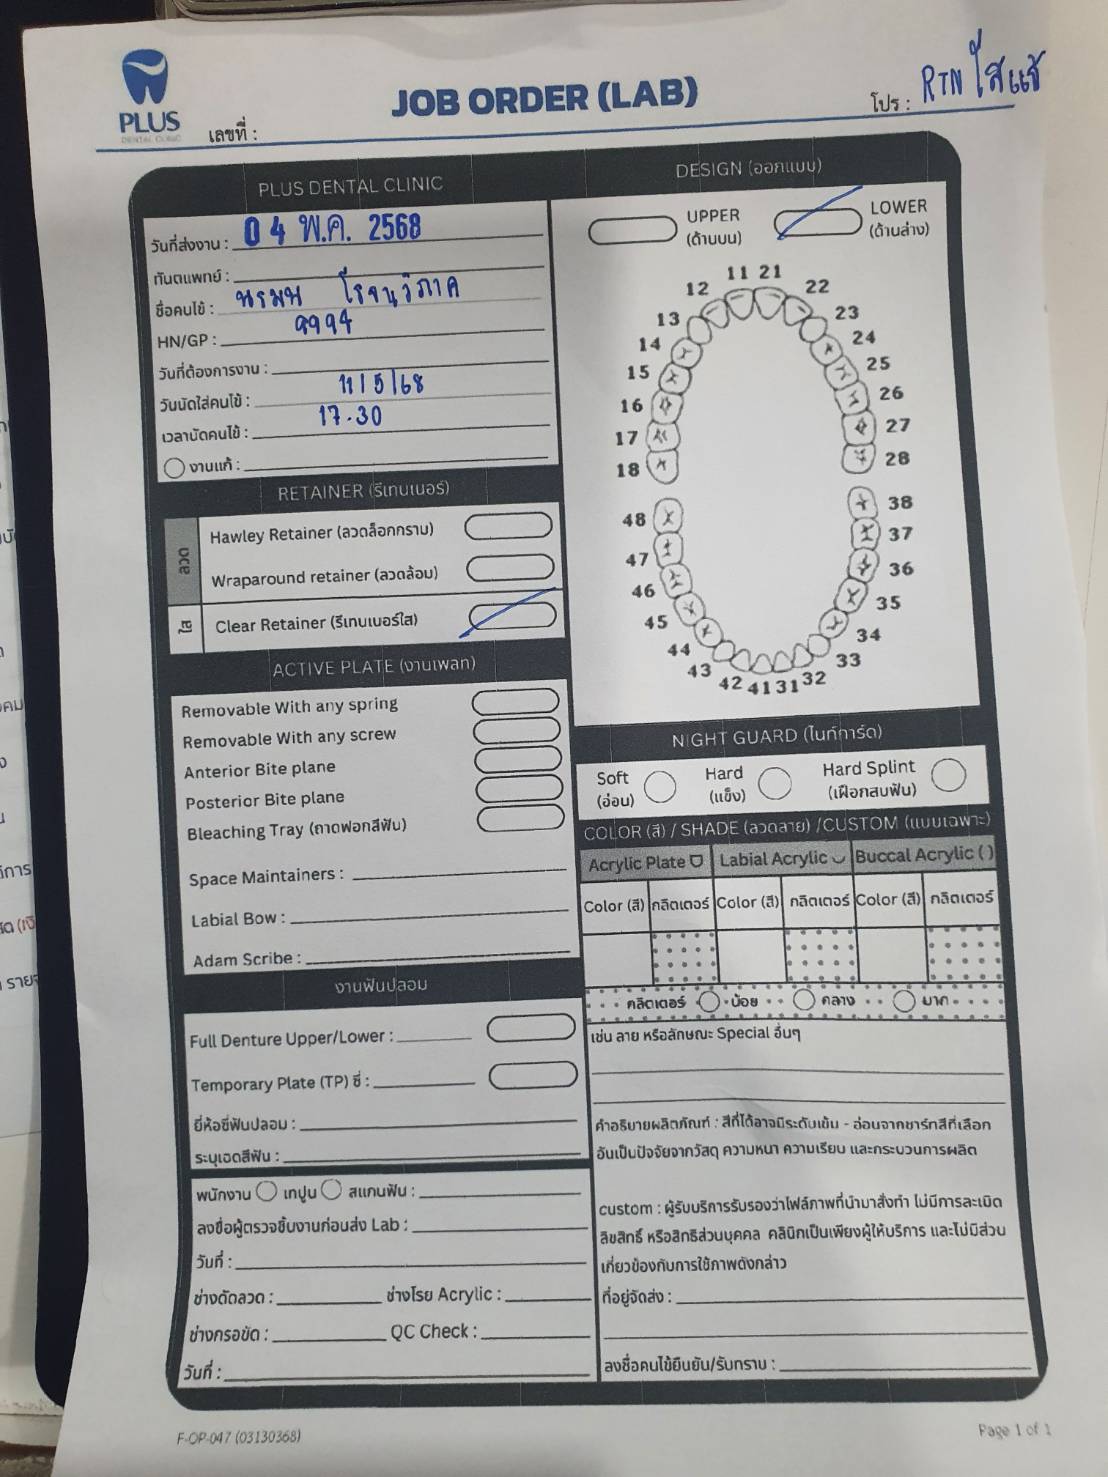 PLUS
DENTAL CLINIC
เลขที่ :
JOB ORDER (LAB)
โปร : RTN ใสแช้
PLUS DENTAL CLINIC
วันที่ส่งงาน : 04 พ.ค. 2568
ทันตแพทย์ :
ชื่อคนไข้ : นรมน โรจนวิภาค
HN/GP : 9994
วันที่ต้องการงาน :
วันนัดใส่คนไข้ : 11/5/68
เวลานัดคนไข้ : 17.30
งานแก้ :
RETAINER (รีเทนเนอร์)
ลวด
Hawley Retainer (ลวดล็อกกราม)
Wraparound retainer (ลวดล้อม)
ใส
Clear Retainer (รีเทนเนอร์ใส)
ACTIVE PLATE (งานเพลท)
Removable With any spring
Removable With any screw
Anterior Bite plane
Posterior Bite plane
Bleaching Tray (ถาดฟอกสีฟัน)
Space Maintainers :
Labial Bow :
Adam Scribe :
งานฟันปลอม
Full Denture Upper/Lower :
Temporary Plate (TP) ซี่ :
ยี่ห้อซี่ฟันปลอม :
ระบุเฉดสีฟัน :
พนักงาน เทปูน สแกนฟัน :
ลงชื่อผู้ตรวจชิ้นงานก่อนส่ง Lab :
วันที่ :
ช่างดัดลวด : ช่างโรย Acrylic :
ช่างกรอขัด : QC Check :
วันที่ :
DESIGN (ออกแบบ)
UPPER
(ด้านบน)
LOWER
(ด้านล่าง)
11 21
12 22
13 23
14 24
15 25
16 26
17 27
18 28
48 38
47 37
46 36
45 35
44 34
43 33
42 41 31 32
NIGHT GUARD (ไนท์การ์ด)
Soft
(อ่อน)
Hard
(แข็ง)
Hard Splint
(เฝือกสบฟัน)
COLOR (สี) / SHADE (ลวดลาย) /CUSTOM (แบบเฉพาะ)
Acrylic Plate Labial Acrylic Buccal Acrylic ( )
Color (สี) กลิตเตอร์ Color (สี) กลิตเตอร์ Color (สี) กลิตเตอร์
กลิตเตอร์ น้อย กลาง มาก
เช่น ลาย หรือลักษณะ Special อื่นๆ
คำอธิบายผลิตภัณฑ์ : สีที่ได้อาจมีระดับเข้ม - อ่อนจากชาร์ทสีที่เลือก
อันเป็นปัจจัยจากวัสดุ ความหนา ความเรียบ และกระบวนการผลิต
custom : ผู้รับบริการรับรองว่าไฟล์ภาพที่นำมาสั่งทำ ไม่มีการละเมิด
ลิขสิทธิ์ หรือสิทธิส่วนบุคคล คลินิกเป็นเพียงผู้ให้บริการ และไม่มีส่วน
เกี่ยวข้องกับการใช้ภาพดังกล่าว
ที่อยู่จัดส่ง :
ลงชื่อคนไข้ยืนยัน/รับทราบ :
F-OP-047 (03130368)
Page 1 of 1